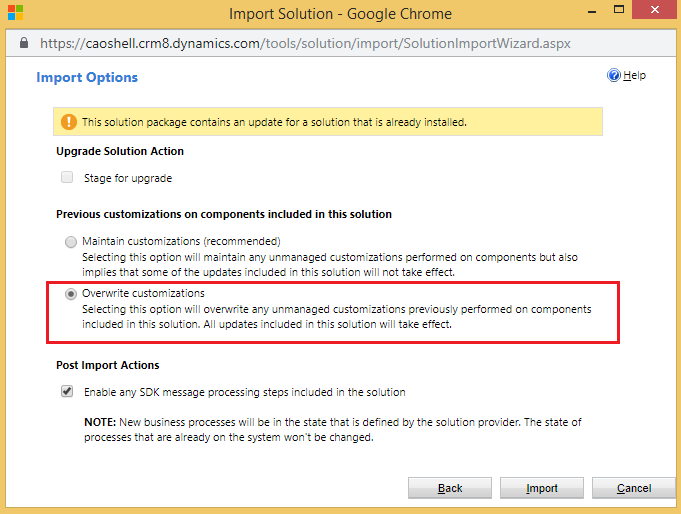 Import Solution - Google Chrome
https://caoshell.crm8.dynamics.com/tools/solution/import/SolutionImportWizard.aspx
Import Options
Help
This solution package contains an update for a solution that is already installed.
Upgrade Solution Action
Stage for upgrade
Previous customizations on components included in this solution
Maintain customizations (recommended)
Selecting this option will maintain any unmanaged customizations performed on components but also
implies that some of the updates included in this solution will not take effect.
Overwrite customizations
Selecting this option will overwrite any unmanaged customizations previously performed on components
included in this solution. All updates included in this solution will take effect.
Post Import Actions
Enable any SDK message processing steps included in the solution
NOTE: New business processes will be in the state that is defined by the solution provider. The state of
processes that are already on the system won't be changed.
Back Import Cancel